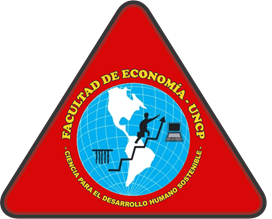 FACULTAD DE ECONOMÍA - UNCP
- CIENCIA PARA EL DESARROLLO HUMANO SOSTENIBLE -